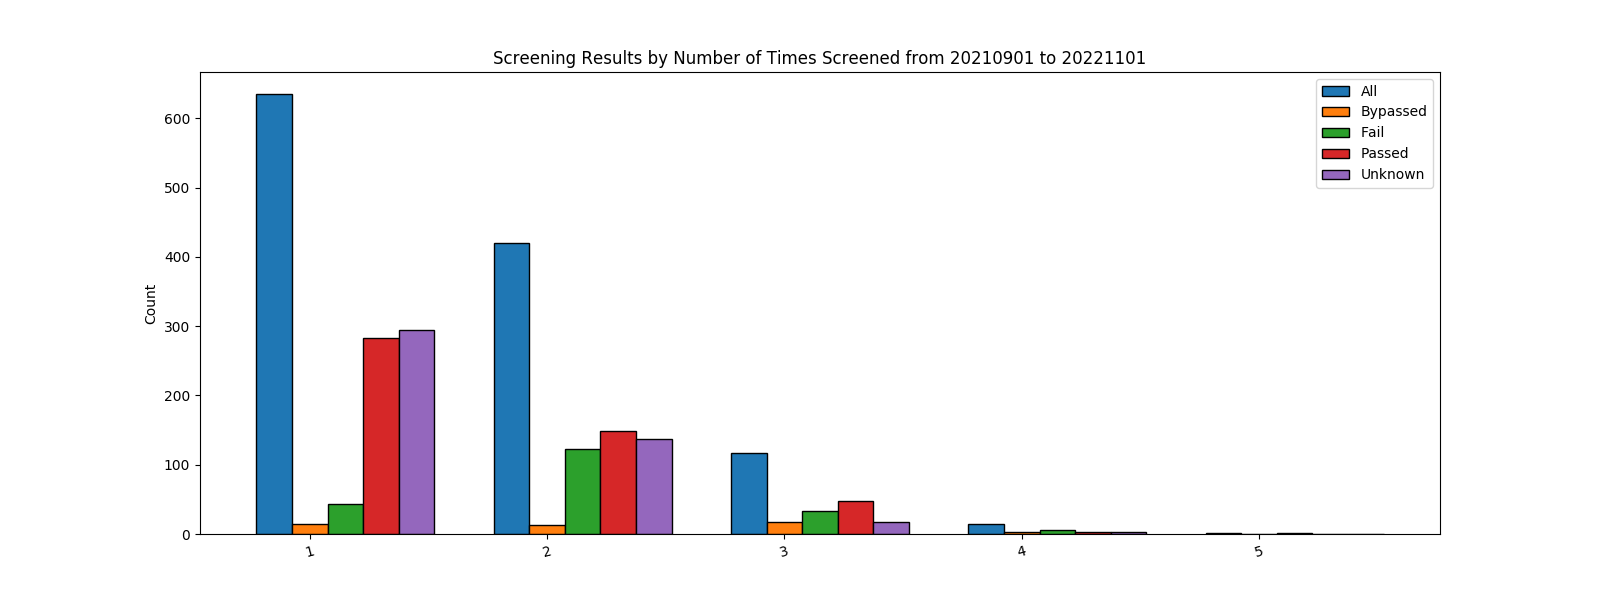 Screening Results by Number of Times Screened from 20210901 to 20221101
All
Bypassed
Fail
Passed
Unknown
600
500
400
300
200
100
0
Count
1
2
3
4
5